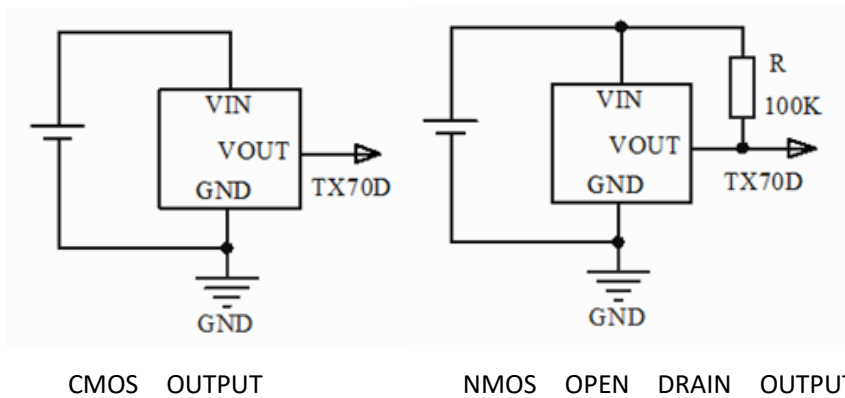 VIN
VOUT
GND
TX70D
GND
VIN
VOUT
GND
R
100K
TX70D
GND
CMOS OUTPUT
NMOS OPEN DRAIN OUTPUT